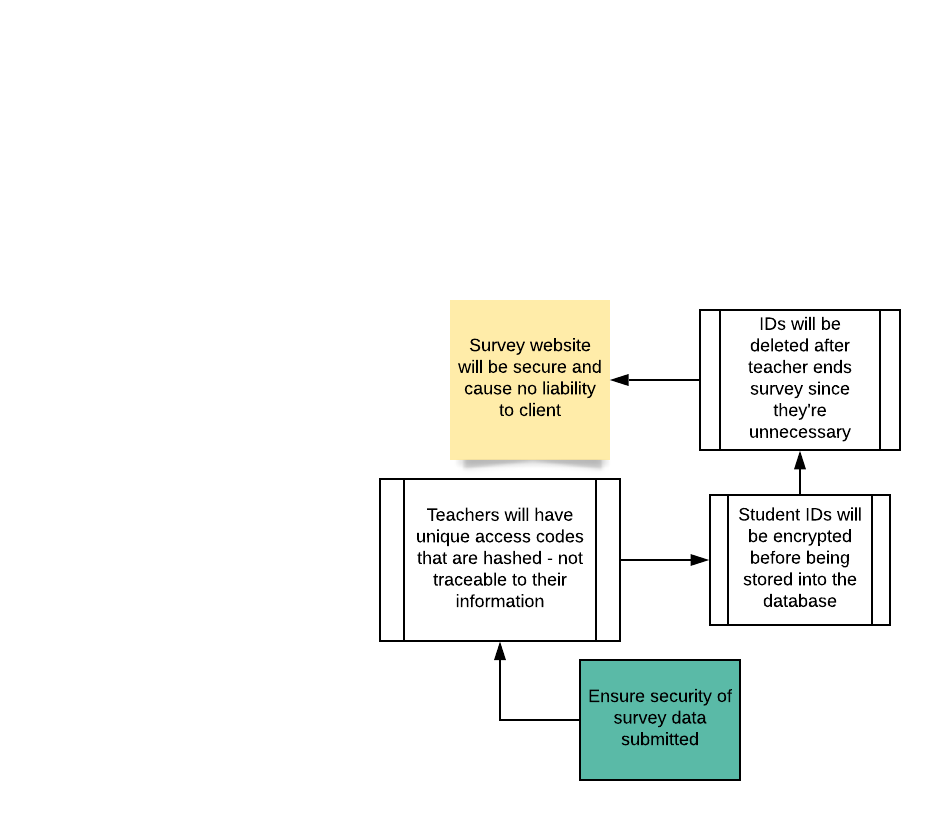 Survey website
will be secure and
cause no liability
to client
IDs will be
deleted after
teacher ends
survey since
they're
unnecessary
Teachers will have
unique access codes
that are hashed - not
traceable to their
information
Student IDs will
be encrypted
before being
stored into the
database
Ensure security of
survey data
submitted